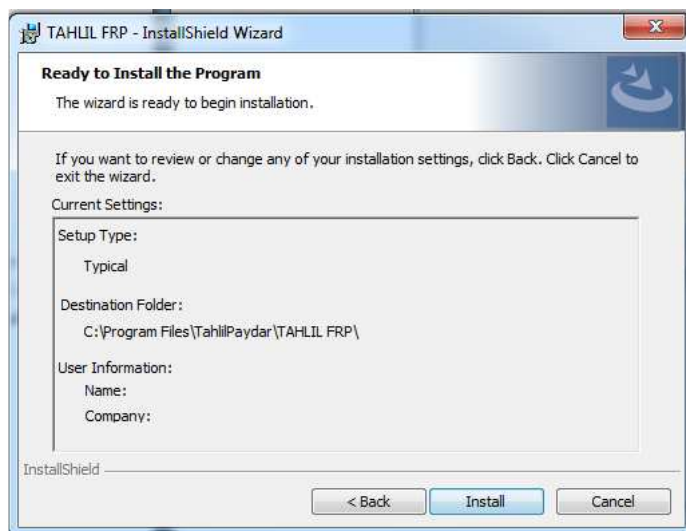 TAHLIL FRP - InstallShield Wizard
Ready to Install the Program
The wizard is ready to begin installation.
If you want to review or change any of your installation settings, click Back. Click Cancel to
exit the wizard.
Current Settings:
Setup Type:
Typical
Destination Folder:
C:\Program Files\TahlilPaydar\TAHLIL FRP\
User Information:
Name:
Company:
InstallShield
< Back Install Cancel